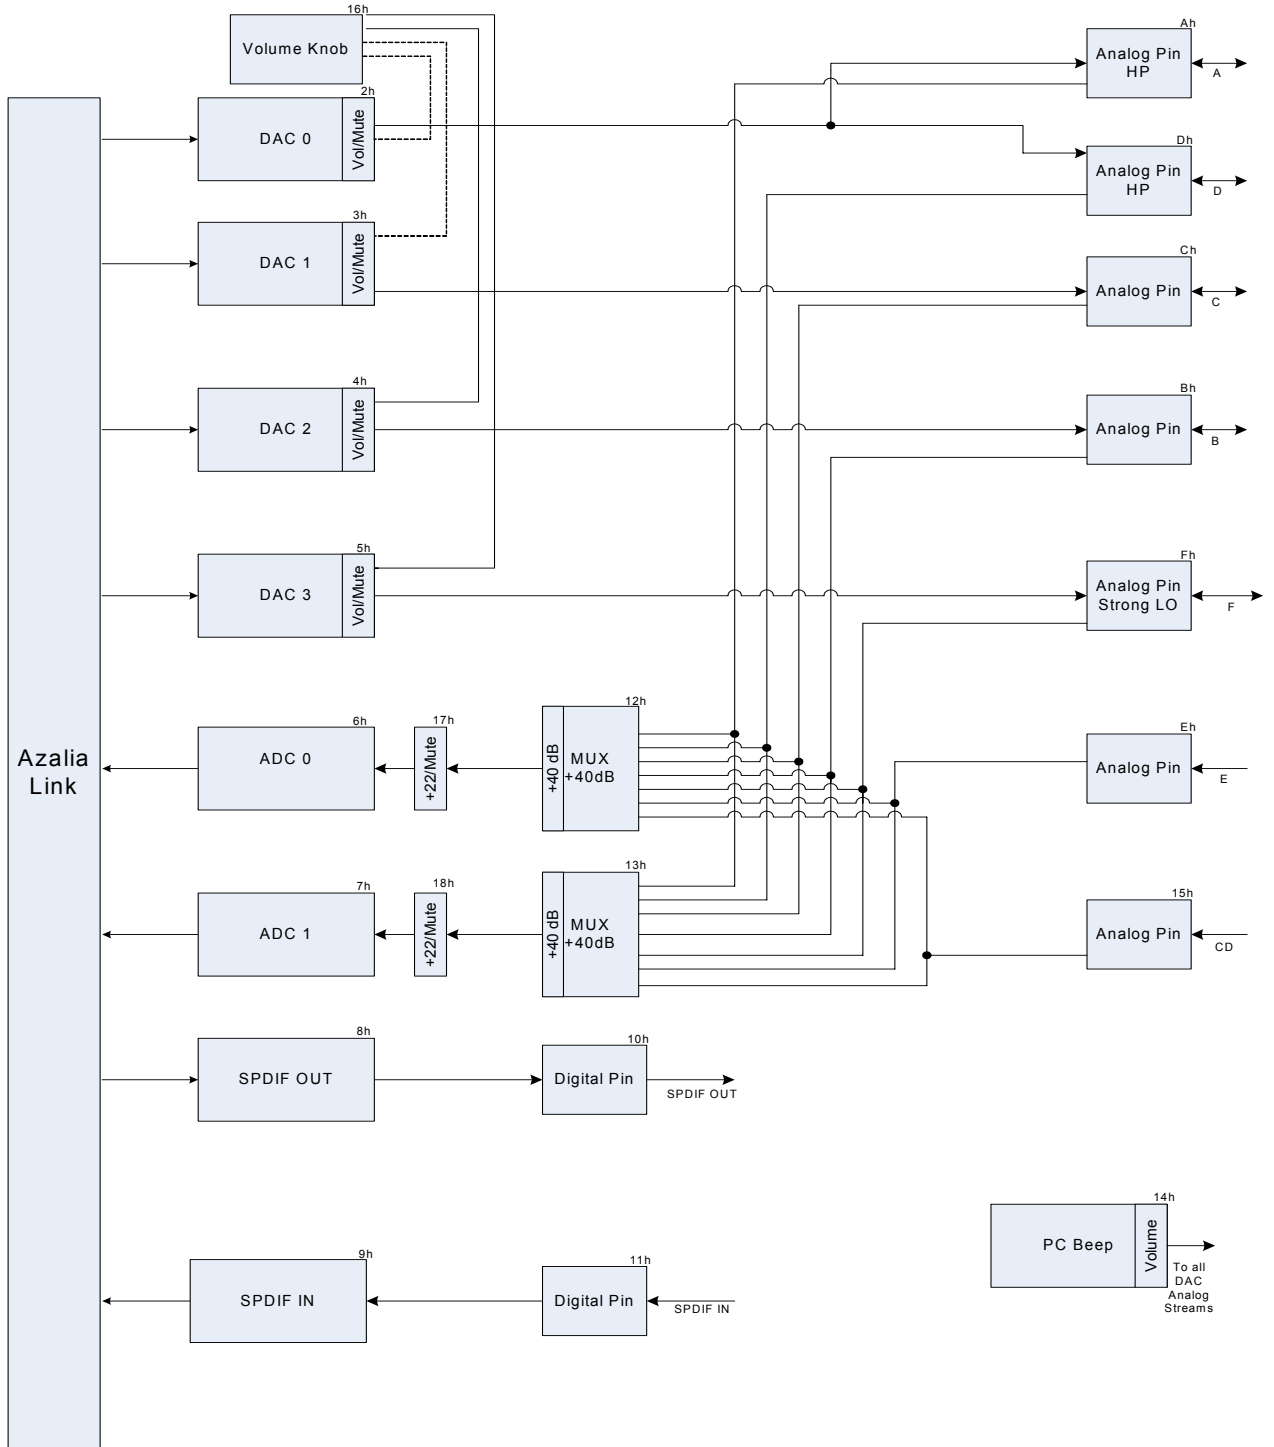 16h
Volume Knob
Ah
Analog Pin
HP
A
2h
DAC 0
Vol/Mute
Dh
Analog Pin
HP
D
3h
DAC 1
Vol/Mute
Ch
Analog Pin
C
4h
DAC 2
Vol/Mute
Bh
Analog Pin
B
5h
DAC 3
Vol/Mute
Fh
Analog Pin
Strong LO
F
Azalia
Link
6h
ADC 0
17h
+22/Mute
12h
+40 dB
MUX
+40dB
Eh
Analog Pin
E
7h
ADC 1
18h
+22/Mute
13h
+40 dB
MUX
+40dB
15h
Analog Pin
CD
8h
SPDIF OUT
10h
Digital Pin
SPDIF OUT
14h
PC Beep
Volume
To all
DAC
Analog
Streams
9h
SPDIF IN
11h
Digital Pin
SPDIF IN